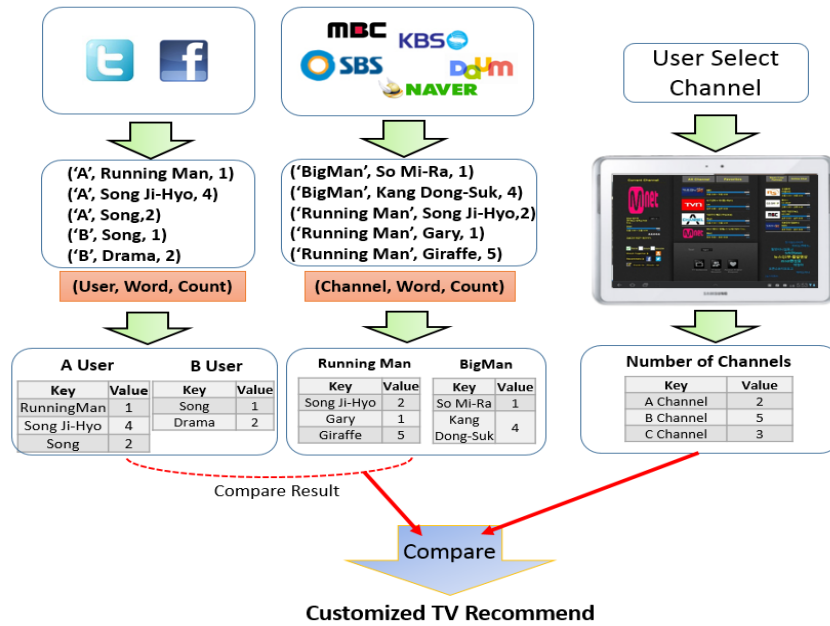 MBC
KBS
SBS
Daum
NAVER
User Select
Channel
('A', Running Man, 1)
('A', Song Ji-Hyo, 4)
('A', Song,2)
('B', Song, 1)
('B', Drama, 2)
(User, Word, Count)
('BigMan', So Mi-Ra, 1)
('BigMan', Kang Dong-Suk, 4)
('Running Man', Song Ji-Hyo,2)
('Running Man', Gary, 1)
('Running Man', Giraffe, 5)
(Channel, Word, Count)
Mnet
TVN
Mnet
SAMSUNG
A User
Key Value
RunningMan 1
Song Ji-Hyo 4
Song 2
B User
Key Value
Song 1
Drama 2
Running Man
Key Value
Song Ji-Hyo 2
Gary 1
Giraffe 5
BigMan
Key Value
So Mi-Ra 1
Kang
Dong-Suk 4
Number of Channels
Key Value
A Channel 2
B Channel 5
C Channel 3
Compare Result
Compare
Customized TV Recommend